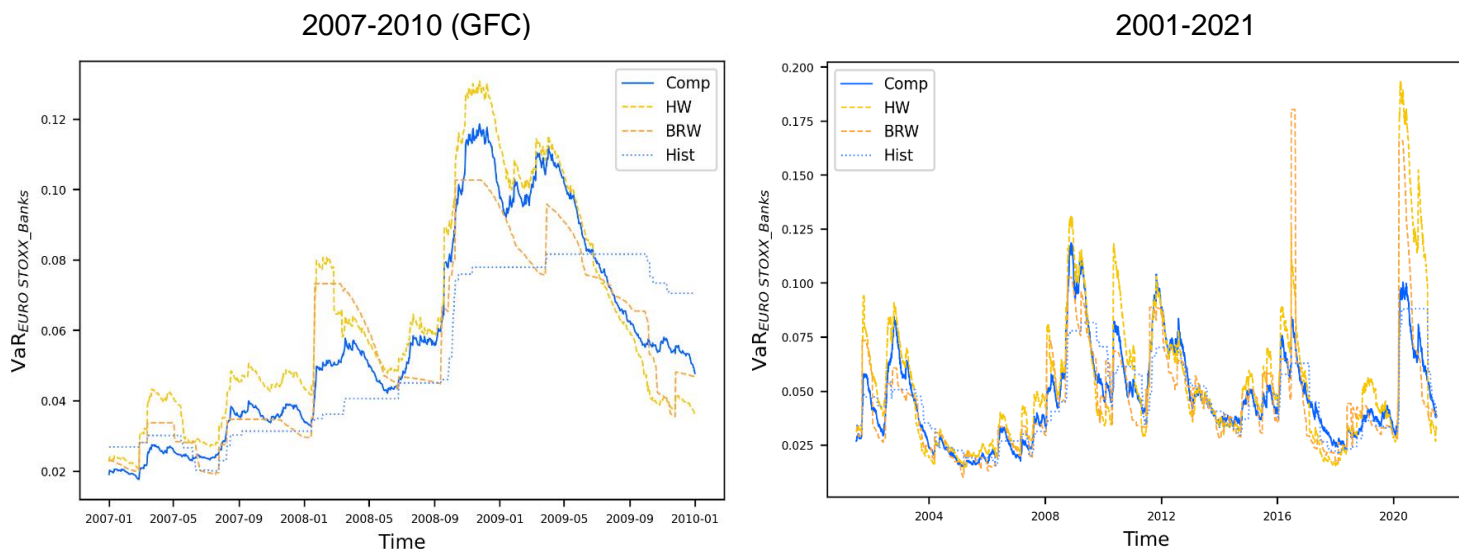 2007-2010 (GFC)
2001-2021
Comp
HW
BRW
Hist
0.12
0.10
0.08
0.06
0.04
0.02
VaR_EURO STOXX_Banks
2007-01 2007-05 2007-09 2008-01 2008-05 2008-09 2009-01 2009-05 2009-09 2010-01
Time
Comp
HW
BRW
Hist
0.200
0.175
0.150
0.125
0.100
0.075
0.050
0.025
VaR_EURO STOXX_Banks
2004 2008 2012 2016 2020
Time